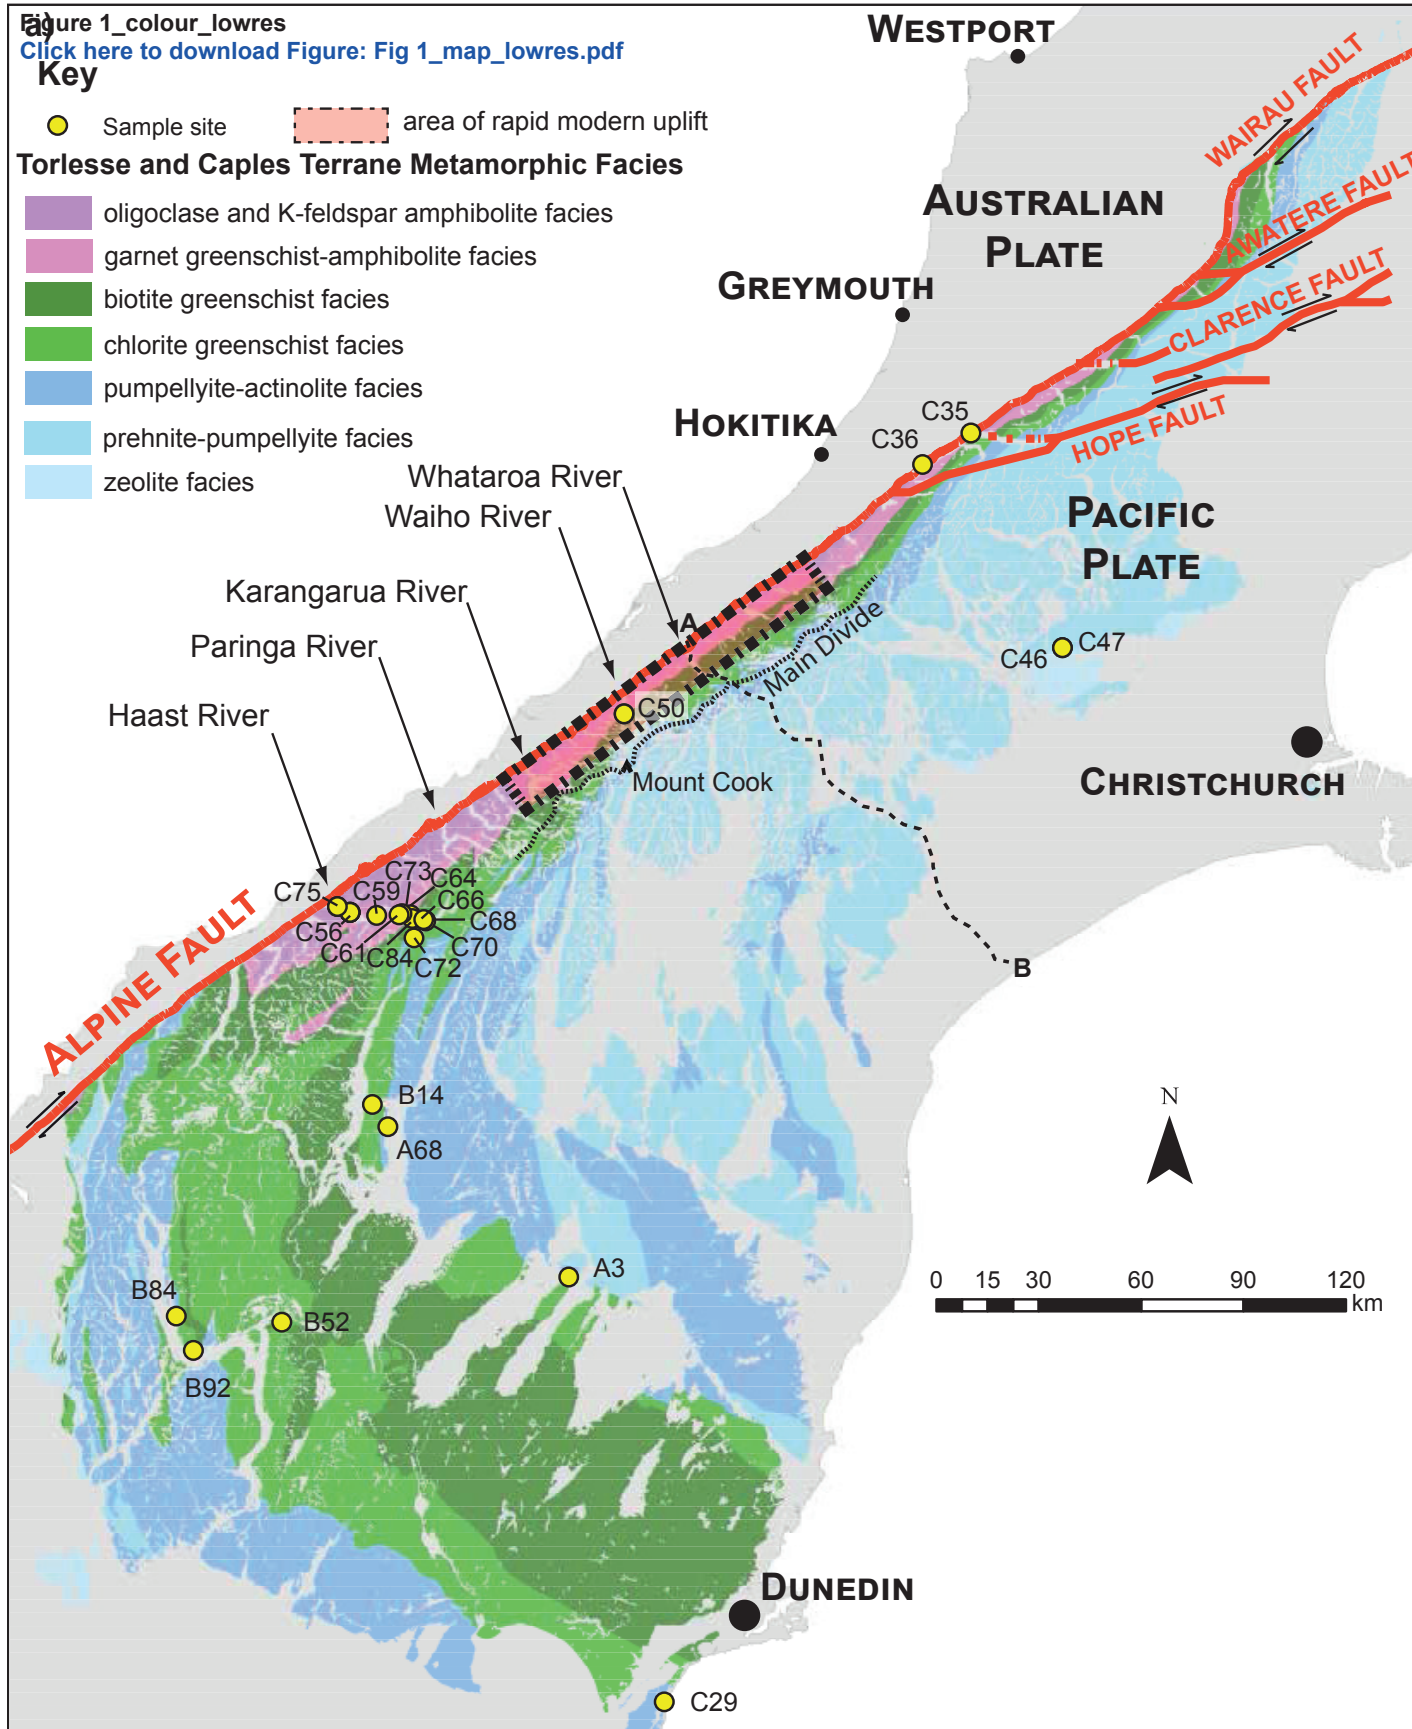 Figure 1_colour_lowres
a)
Click here to download Figure: Fig 1_map_lowres.pdf
Key
Sample site
area of rapid modern uplift
Torlesse and Caples Terrane Metamorphic Facies
oligoclase and K-feldspar amphibolite facies
garnet greenschist-amphibolite facies
biotite greenschist facies
chlorite greenschist facies
pumpellyite-actinolite facies
prehnite-pumpellyite facies
zeolite facies
WESTPORT
WAIRAU FAULT
AUSTRALIAN
PLATE
AWATERE FAULT
GREYMOUTH
CLARENCE FAULT
HOKITIKA
C35
C36
HOPE FAULT
Whataroa River
Waiho River
PACIFIC
PLATE
Karangarua River
A
Main Divide
C46
C47
Paringa River
Haast River
C50
Mount Cook
CHRISTCHURCH
C73
C64
C75
C59
C66
C56
C68
C61
C84
C70
C72
B
ALPINE FAULT
B14
A68
N
A3
0 15 30 60 90 120
km
B84
B52
B92
DUNEDIN
C29